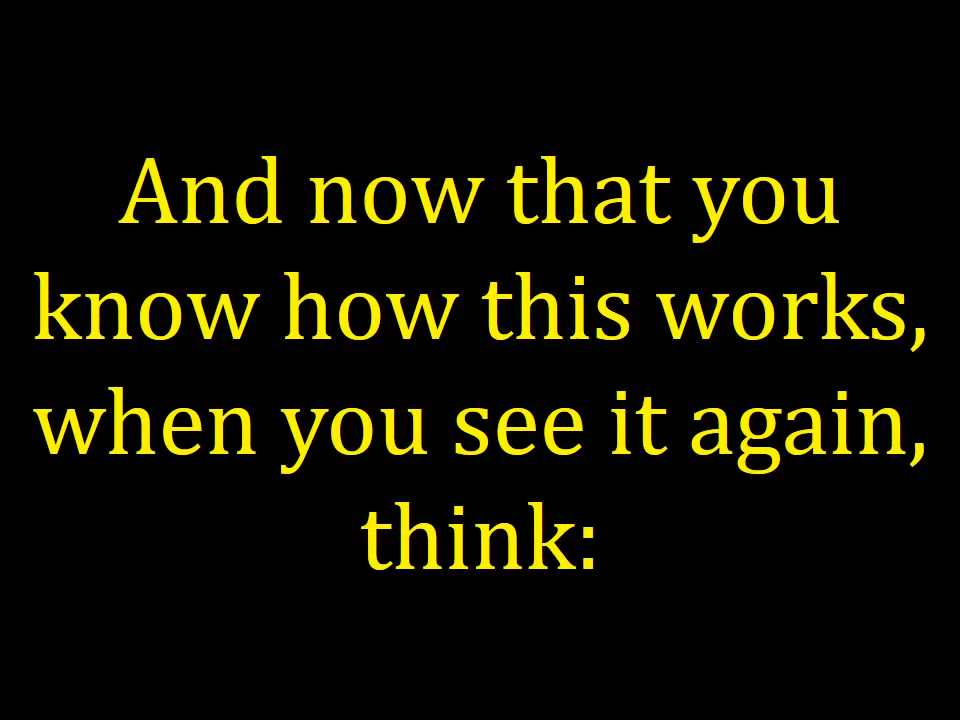 And now that you
know how this works,
when you see it again,
think: